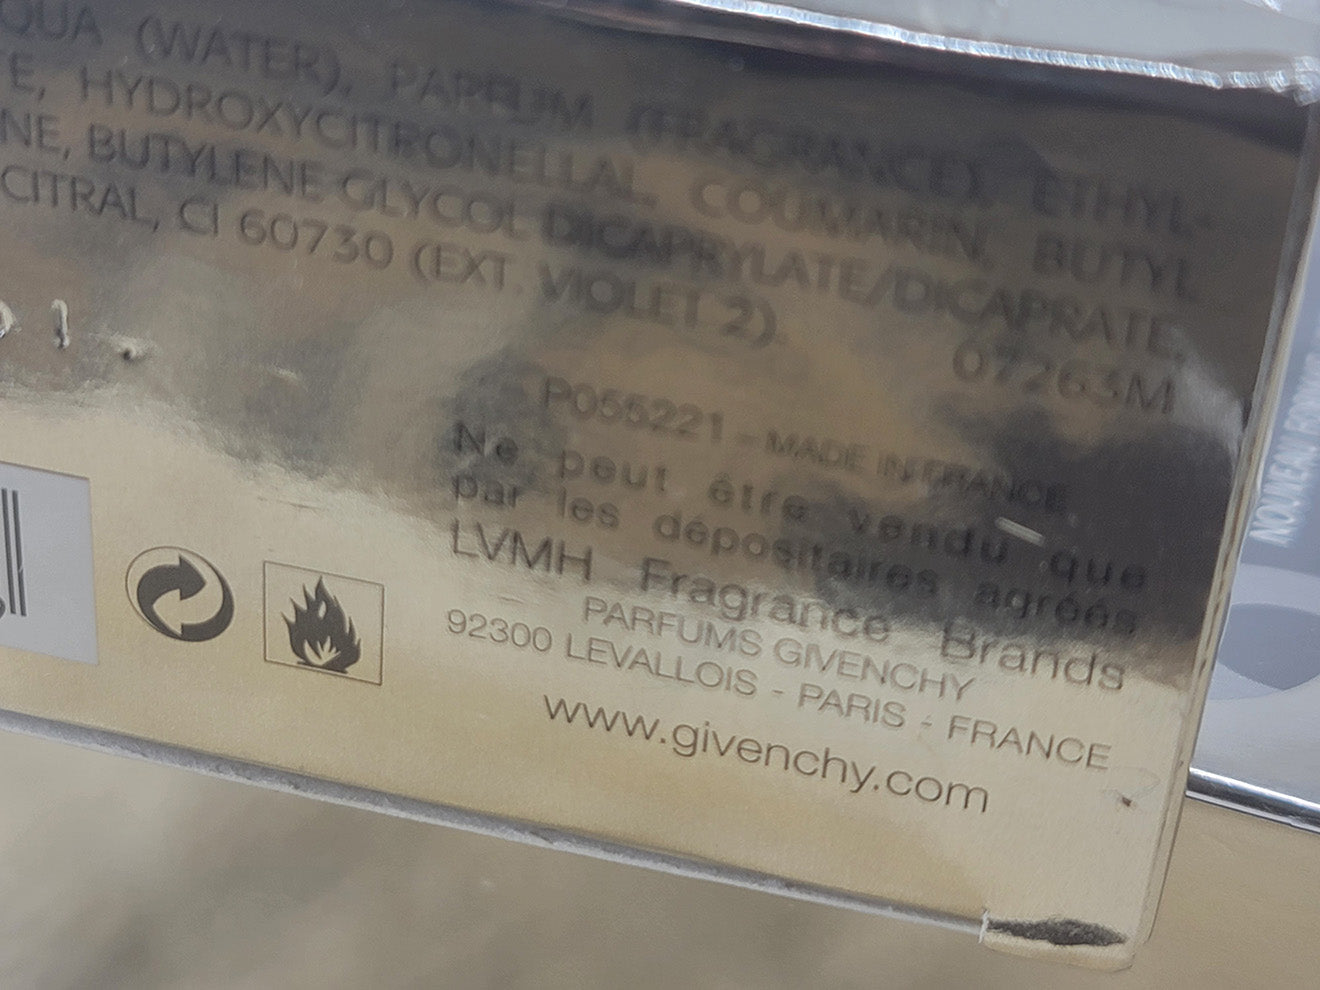 QUA (WATER), PARFUM (FRAGRANCE), ETHYL-
E, HYDROXYCITRONELLAL, COUMARIN, BUTYL
NE, BUTYLENE GLYCOL DICAPRYLATE/DICAPRATE,
CITRAL, CI 60730 (EXT. VIOLET 2).
07263M
P055221 - MADE IN FRANCE
Ne peut être vendu que
par les dépositaires agréés
LVMH Fragrance Brands
PARFUMS GIVENCHY
92300 LEVALLOIS - PARIS - FRANCE
www.givenchy.com